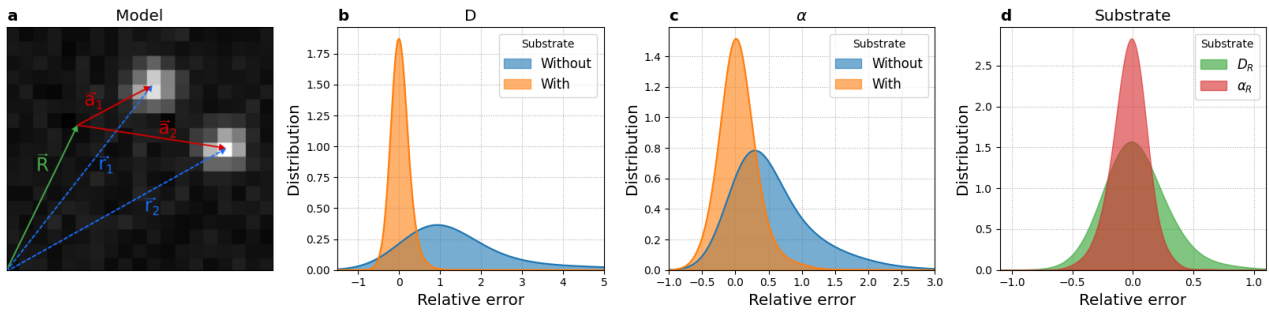 a Model
a⃗₁
a⃗₂
R⃗
r⃗₁
r⃗₂
b D
Distribution
1.75
1.50
1.25
1.00
0.75
0.50
0.25
0.00
Substrate
Without
With
−1 0 1 2 3 4 5
Relative error
c α
Distribution
1.4
1.2
1.0
0.8
0.6
0.4
0.2
0.0
Substrate
Without
With
−1.0 −0.5 0.0 0.5 1.0 1.5 2.0 2.5 3.0
Relative error
d Substrate
Distribution
2.5
2.0
1.5
1.0
0.5
0.0
Substrate
D_R
α_R
−1.0 −0.5 0.0 0.5 1.0
Relative error